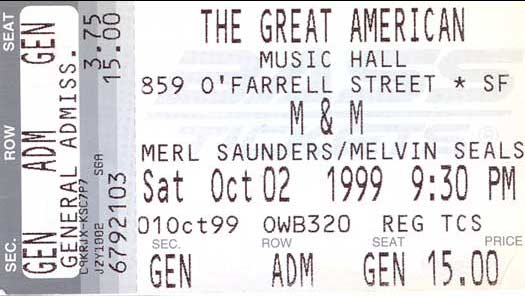 SEAT GEN
ROW ADM
SEC. GEN
GENERAL ADMISS.
3.75
15.00
JZY1002 SGA
6792103
THE GREAT AMERICAN
MUSIC HALL
859 O'FARRELL STREET * SF
M & M
MERL SAUNDERS/MELVIN SEALS
Sat Oct 02 1999 9:30 PM
01Oct99 OWB320 REG TCS
SEC. ROW SEAT PRICE
GEN ADM GEN 15.00